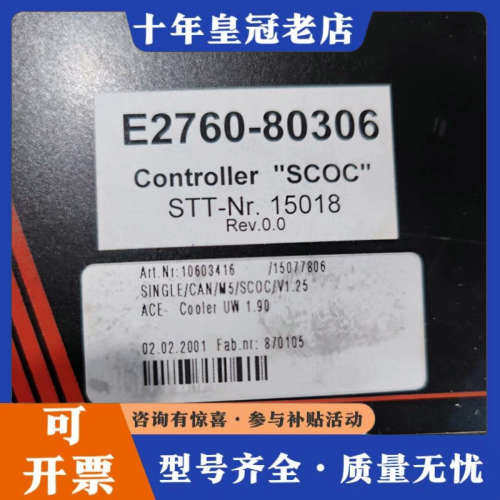 十年皇冠老店
E2760-80306
Controller "SCOC"
STT-Nr. 15018
Rev.0.0
Art.Nr:10603416 /15077806
SINGLE/CAN/M5/SCOC/V1.25
ACE- Cooler UW 1.90
02.02.2001 Fab.nr: 870105
咨询有惊喜·参与补贴活动
可
开票
型号齐全·质量无忧